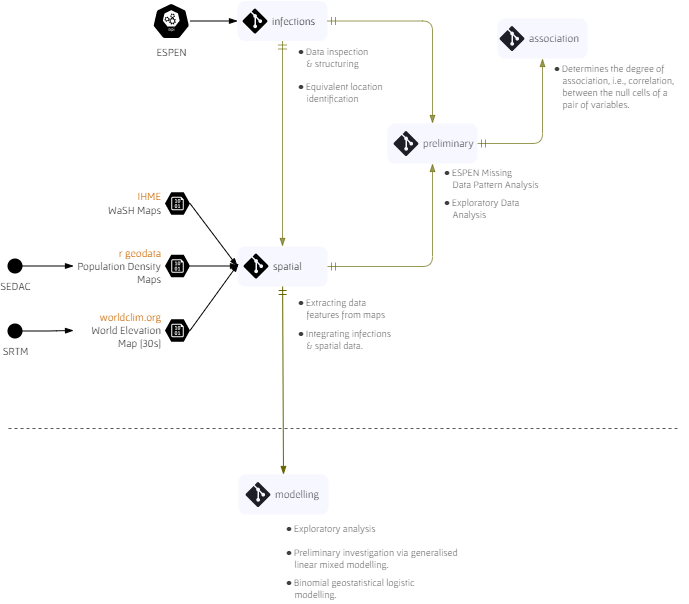 infections
ESPEN
● Data inspection
& structuring
● Equivalent location
identification
association
● Determines the degree of
association, i.e., correlation,
between the null cells of a
pair of variables.
preliminary
● ESPEN Missing
Data Pattern Analysis
● Exploratory Data
Analysis
IHME
WaSH Maps
r geodata
Population Density
Maps
SEDAC
worldclim.org
World Elevation
Map (30s)
SRTM
spatial
● Extracting data
features from maps
● Integrating infections
& spatial data.
modelling
● Exploratory analysis
● Preliminary investigation via generalised
linear mixed modelling.
● Binomial geostatistical logistic
modelling.